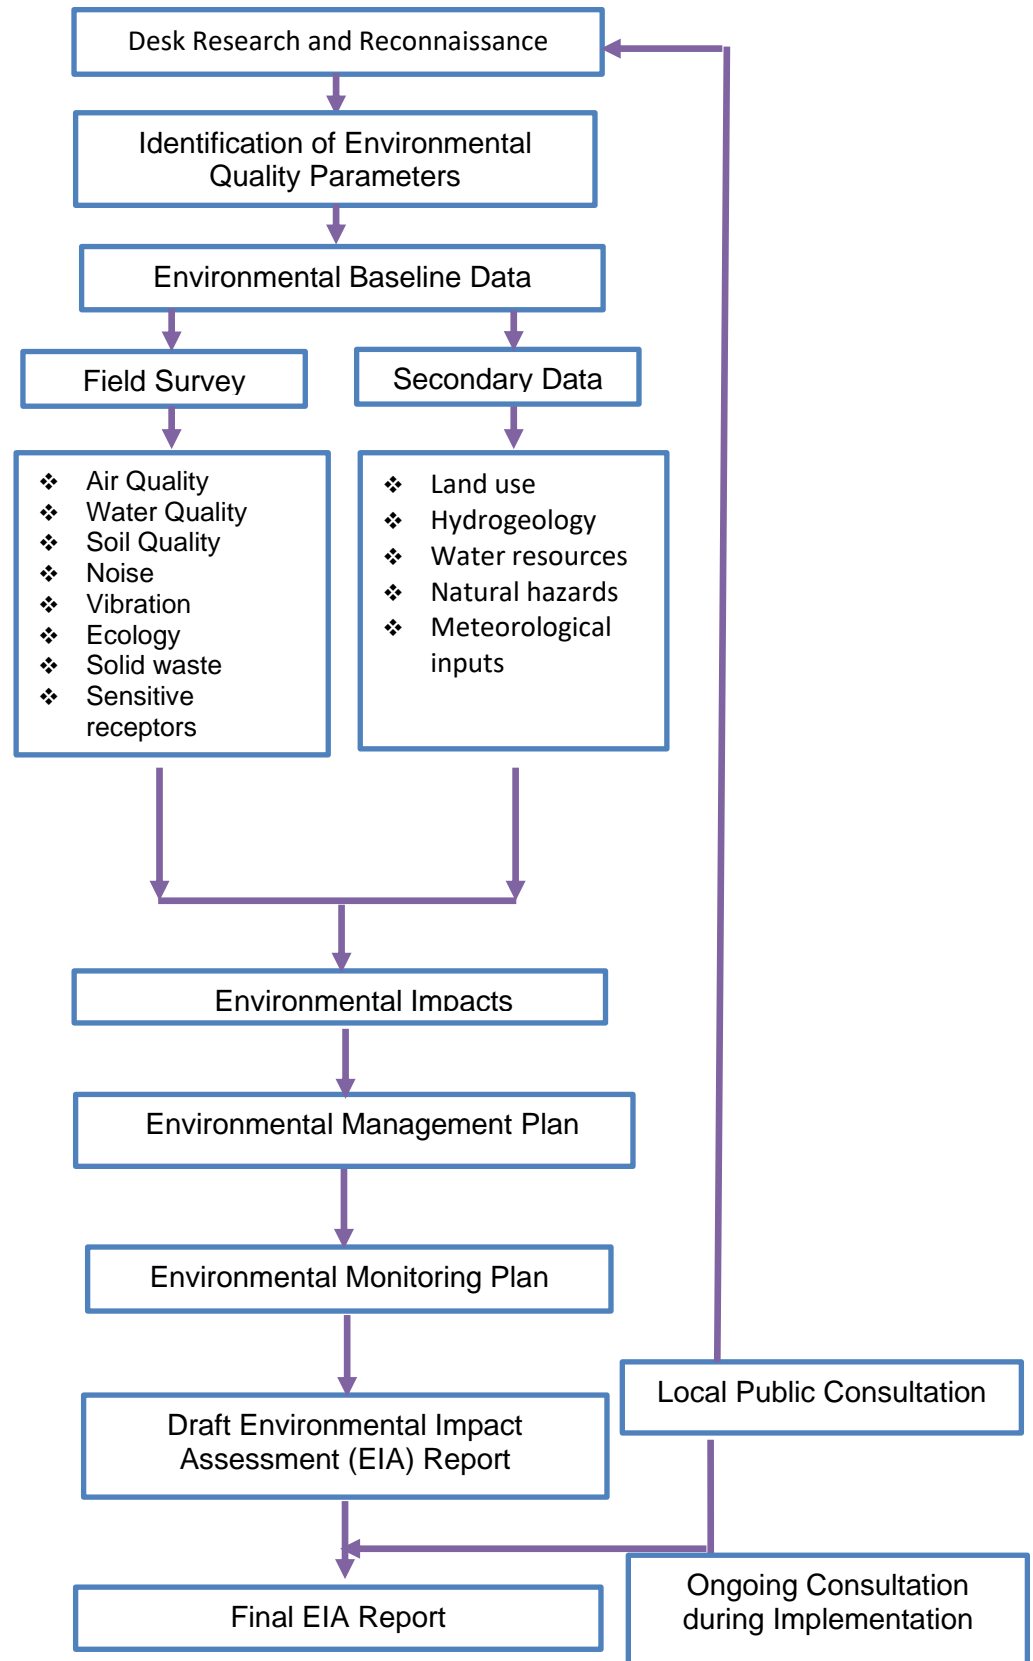 Desk Research and Reconnaissance
Identification of Environmental
Quality Parameters
Environmental Baseline Data
Field Survey
Secondary Data
❖ Air Quality
❖ Water Quality
❖ Soil Quality
❖ Noise
❖ Vibration
❖ Ecology
❖ Solid waste
❖ Sensitive
receptors
❖ Land use
❖ Hydrogeology
❖ Water resources
❖ Natural hazards
❖ Meteorological
inputs
Environmental Impacts
Environmental Management Plan
Environmental Monitoring Plan
Local Public Consultation
Draft Environmental Impact
Assessment (EIA) Report
Ongoing Consultation
during Implementation
Final EIA Report